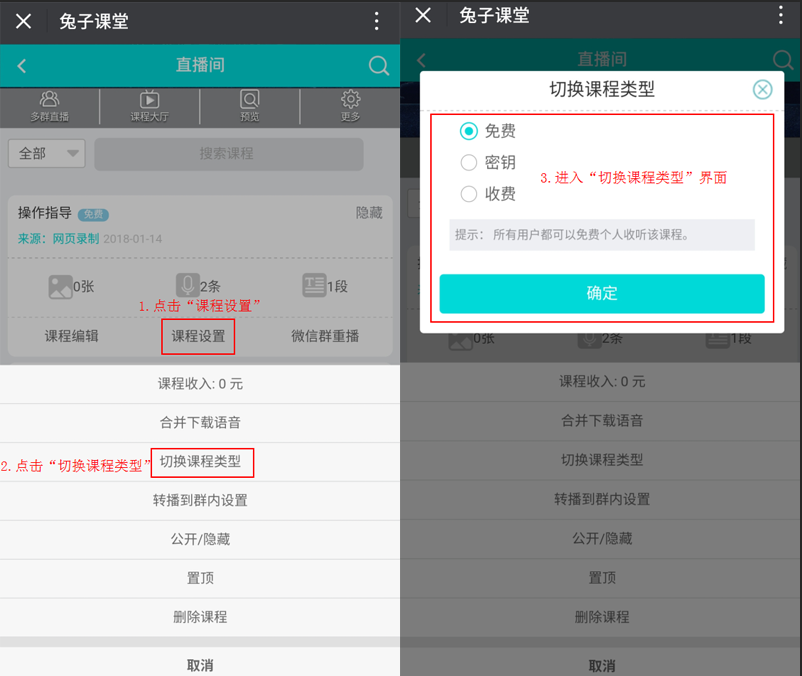 兔子课堂
直播间
多群直播 课程大厅 预览 更多
全部 搜索课程
操作指导 免费 隐藏
来源：网页录制 2018-01-14
0张 2条 1段
1.点击“课程设置”
课程编辑 课程设置 微信群重播
课程收入: 0 元
合并下载语音
2.点击“切换课程类型” 切换课程类型
转播到群内设置
公开/隐藏
置顶
删除课程
取消
兔子课堂
直播间
切换课程类型
免费
密钥
3.进入“切换课程类型”界面
收费
提示： 所有用户都可以免费个人收听该课程。
确定
0张 2条 1段
课程收入: 0 元
合并下载语音
切换课程类型
转播到群内设置
公开/隐藏
置顶
删除课程
取消